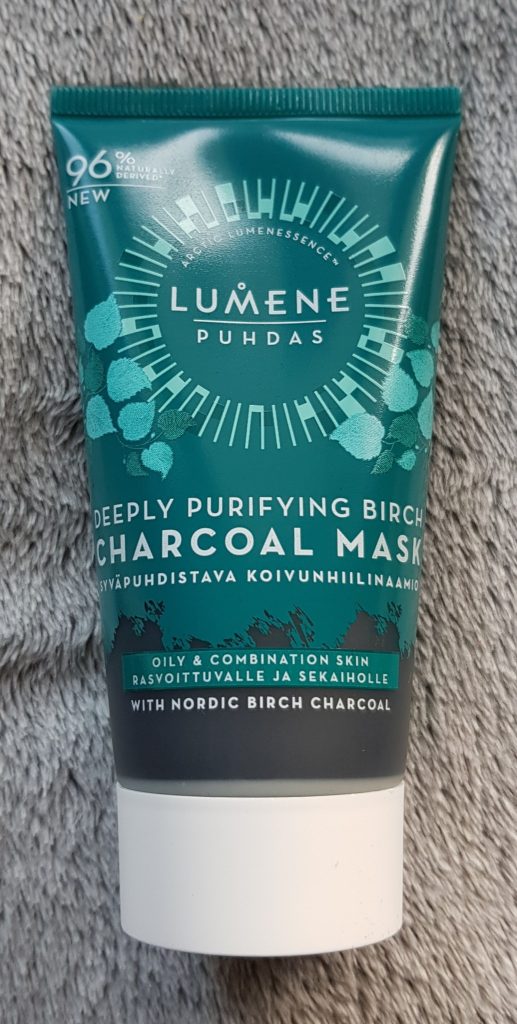 96%
NATURALLY
DERIVED*
NEW
ARCTIC LUMENESSENCE™
LUMENE
PUHDAS
DEEPLY PURIFYING BIRCH
CHARCOAL MASK
SYVÄPUHDISTAVA KOIVUNHIILINAAMIO
OILY & COMBINATION SKIN
RASVOITTUVALLE JA SEKAIHOLLE
WITH NORDIC BIRCH CHARCOAL